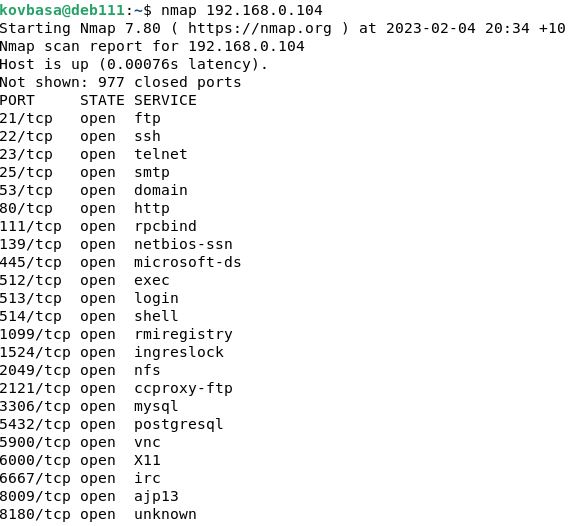 kovbasa@deb111:~$ nmap 192.168.0.104
Starting Nmap 7.80 ( https://nmap.org ) at 2023-02-04 20:34 +10
Nmap scan report for 192.168.0.104
Host is up (0.00076s latency).
Not shown: 977 closed ports
PORT     STATE SERVICE
21/tcp   open  ftp
22/tcp   open  ssh
23/tcp   open  telnet
25/tcp   open  smtp
53/tcp   open  domain
80/tcp   open  http
111/tcp  open  rpcbind
139/tcp  open  netbios-ssn
445/tcp  open  microsoft-ds
512/tcp  open  exec
513/tcp  open  login
514/tcp  open  shell
1099/tcp open  rmiregistry
1524/tcp open  ingreslock
2049/tcp open  nfs
2121/tcp open  ccproxy-ftp
3306/tcp open  mysql
5432/tcp open  postgresql
5900/tcp open  vnc
6000/tcp open  X11
6667/tcp open  irc
8009/tcp open  ajp13
8180/tcp open  unknown